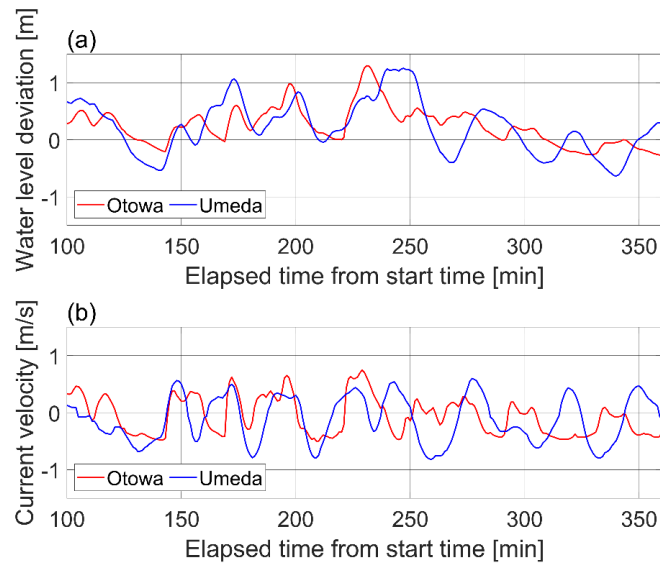 (a)
Water level deviation [m]
1
0
-1
Otowa Umeda
100 150 200 250 300 350
Elapsed time from start time [min]
(b)
Current velocity [m/s]
1
0
-1
Otowa Umeda
100 150 200 250 300 350
Elapsed time from start time [min]